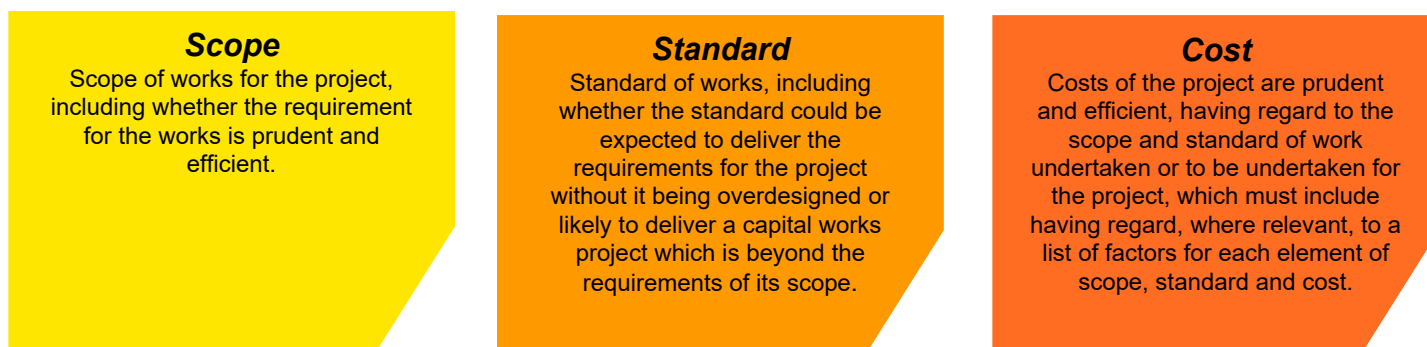 Scope
Scope of works for the project,
including whether the requirement
for the works is prudent and
efficient.
Standard
Standard of works, including
whether the standard could be
expected to deliver the
requirements for the project
without it being overdesigned or
likely to deliver a capital works
project which is beyond the
requirements of its scope.
Cost
Costs of the project are prudent
and efficient, having regard to the
scope and standard of work
undertaken or to be undertaken for
the project, which must include
having regard, where relevant, to a
list of factors for each element of
scope, standard and cost.